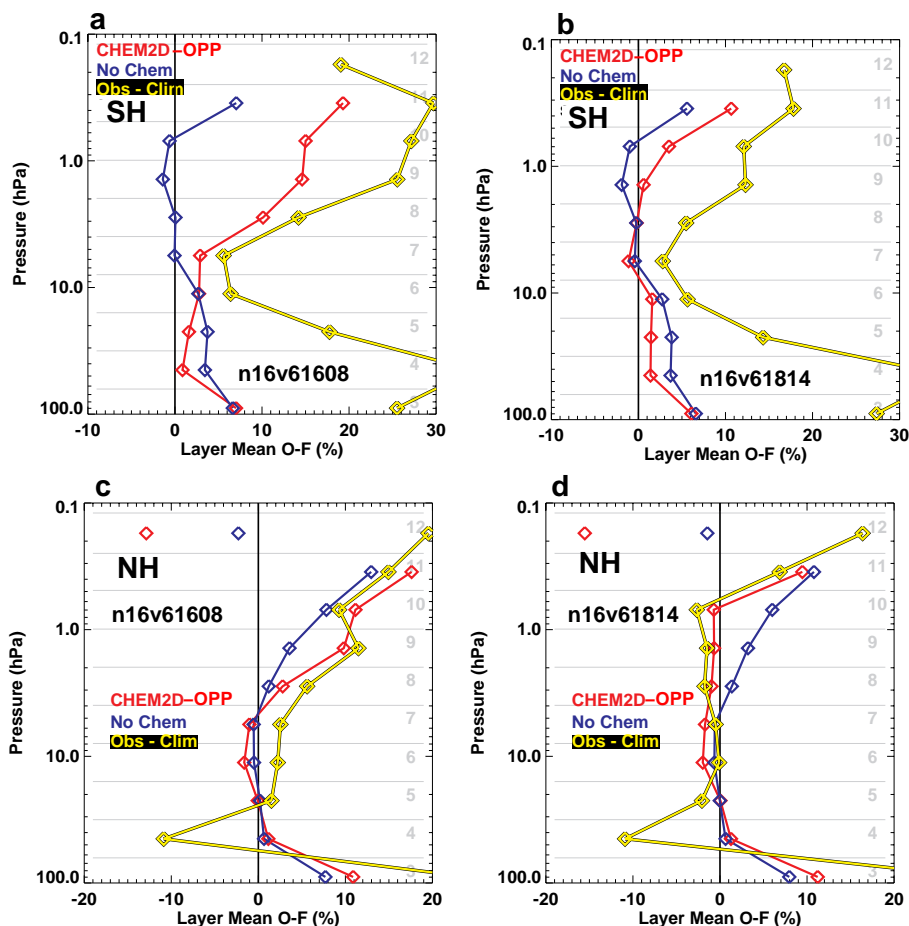 a
0.1
CHEM2D–OPP
No Chem
Obs - Clim
SH
12
11
10
9
8
7
6
5
4
3
1.0
10.0
100.0
Pressure (hPa)
n16v61608
-10
0
10
20
30
Layer Mean O-F (%)
b
0.1
CHEM2D–OPP
No Chem
Obs - Clim
SH
12
11
10
9
8
7
6
5
4
3
1.0
10.0
100.0
Pressure (hPa)
n16v61814
-10
0
10
20
30
Layer Mean O-F (%)
c
0.1
NH
n16v61608
12
11
10
9
8
7
6
5
4
3
1.0
10.0
100.0
Pressure (hPa)
CHEM2D–OPP
No Chem
Obs - Clim
-20
-10
0
10
20
Layer Mean O-F (%)
d
0.1
NH
n16v61814
12
11
10
9
8
7
6
5
4
3
1.0
10.0
100.0
Pressure (hPa)
CHEM2D–OPP
No Chem
Obs - Clim
-20
-10
0
10
20
Layer Mean O-F (%)